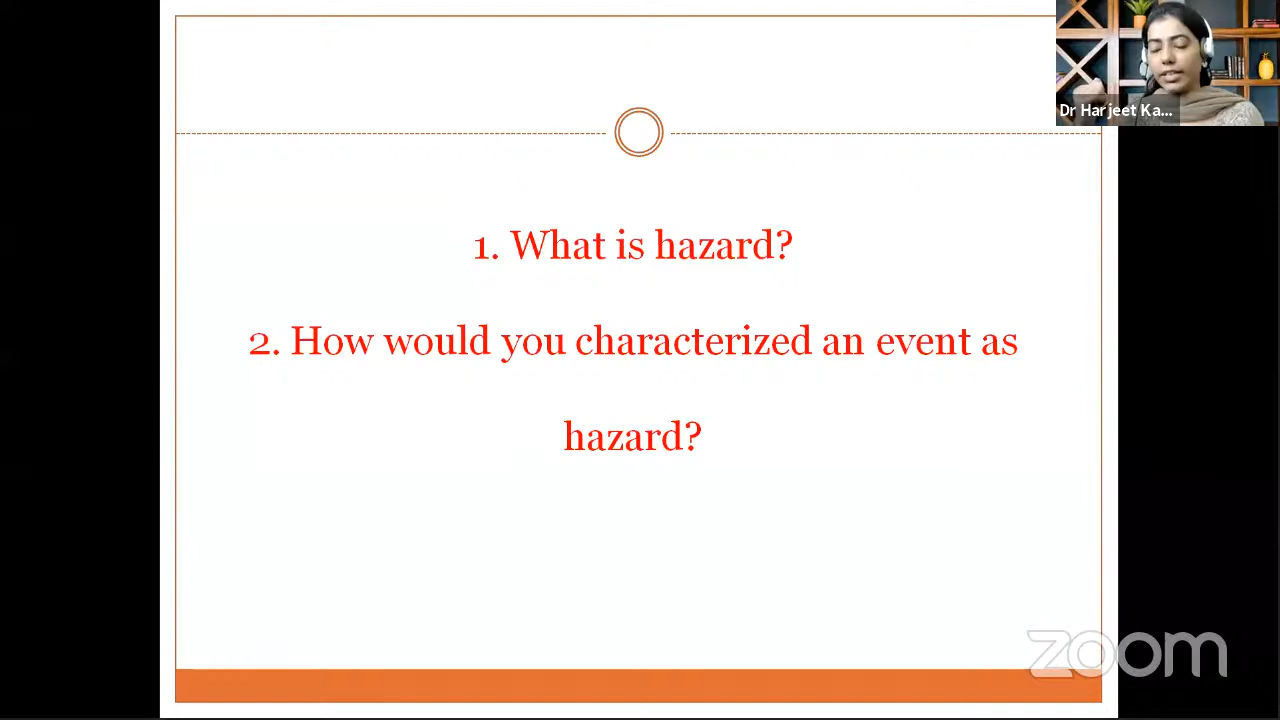 Dr Harjeet Ka...
1. What is hazard?
2. How would you characterized an event as
hazard?
zoom